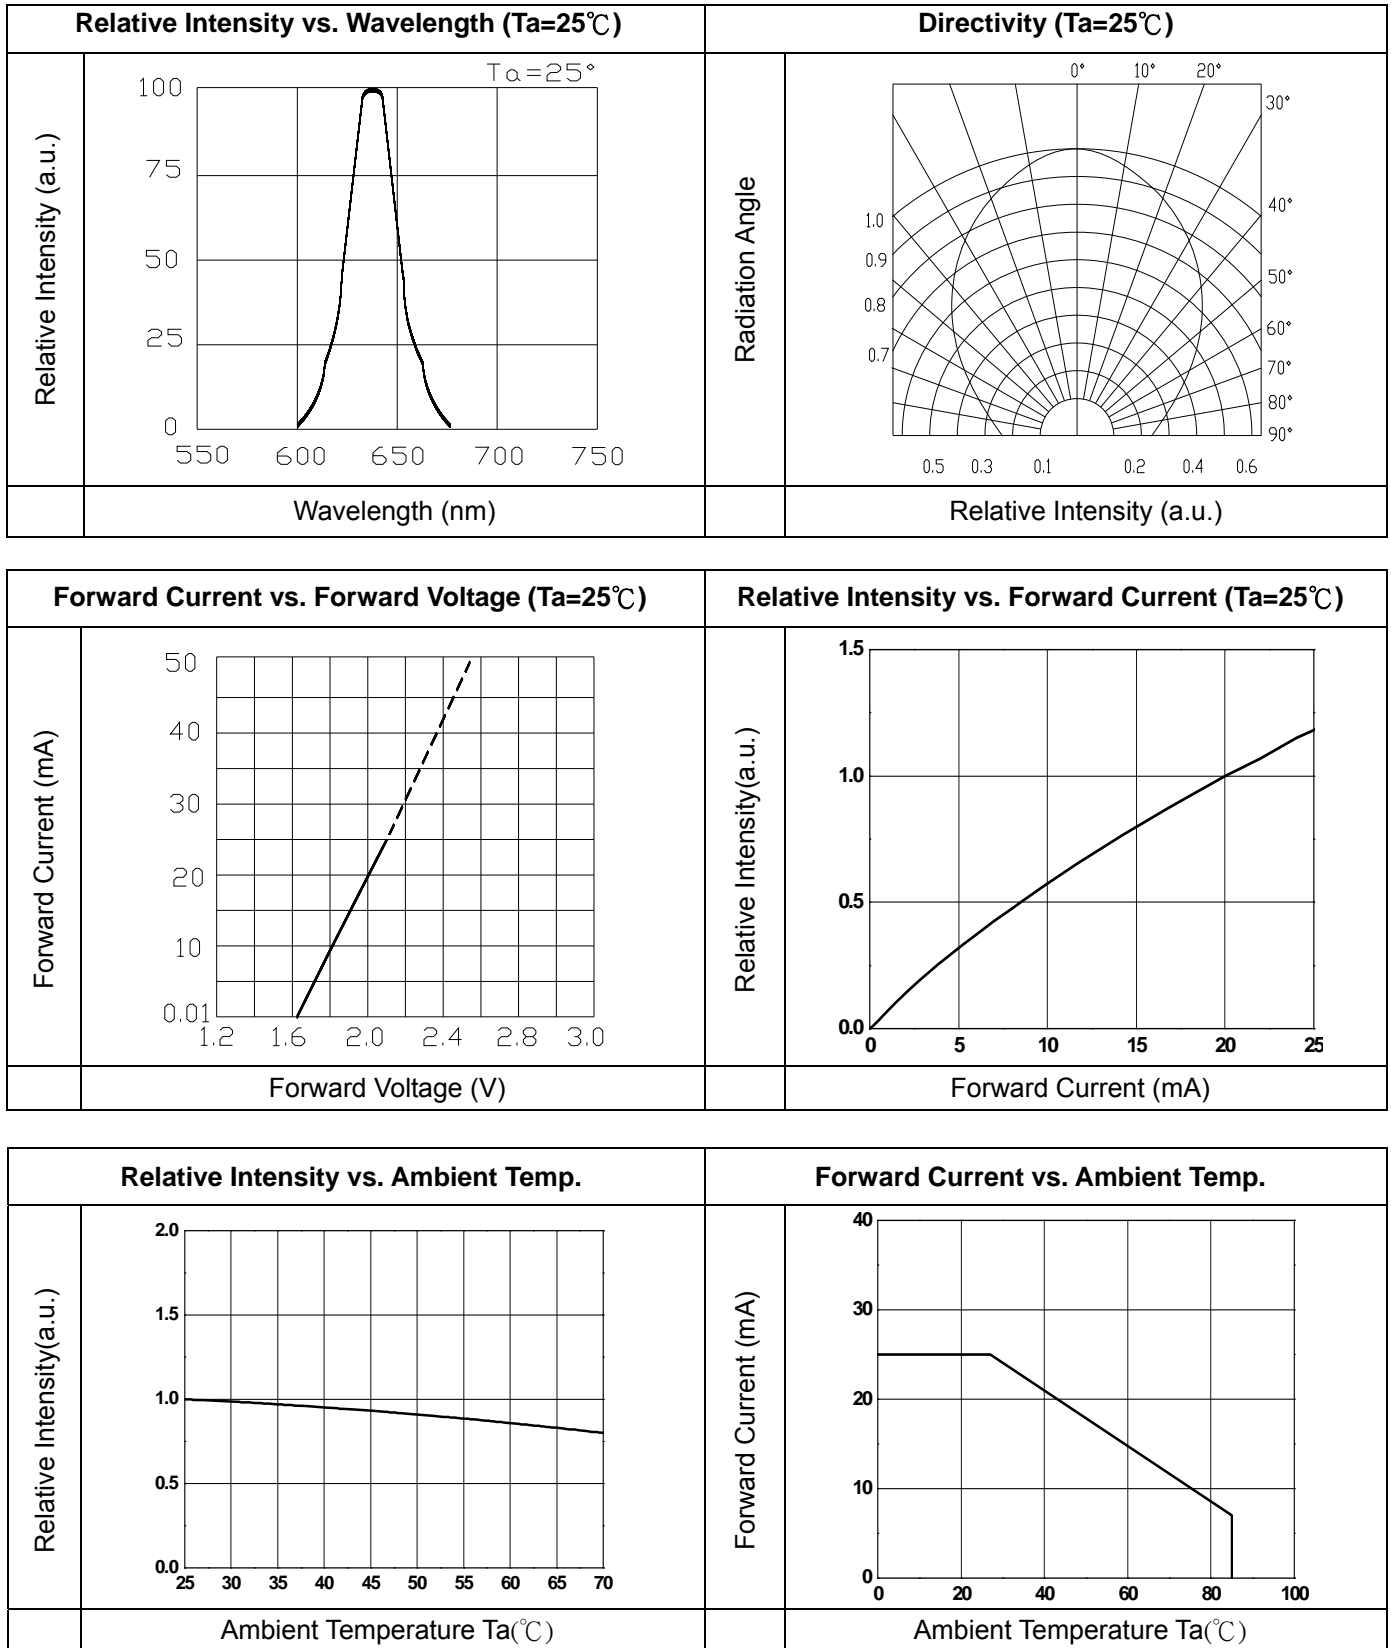 Relative Intensity vs. Wavelength (Ta=25℃)
Directivity (Ta=25℃)
Relative Intensity (a.u.)
Ta=25°
100
75
50
25
0
550 600 650 700 750
Wavelength (nm)
Radiation Angle
0° 10° 20°
30°
40°
50°
60°
70°
80°
90°
1.0
0.9
0.8
0.7
0.5 0.3 0.1 0.2 0.4 0.6
Relative Intensity (a.u.)
Forward Current vs. Forward Voltage (Ta=25℃)
Relative Intensity vs. Forward Current (Ta=25℃)
Forward Current (mA)
50
40
30
20
10
0.01
1.2 1.6 2.0 2.4 2.8 3.0
Forward Voltage (V)
Relative Intensity(a.u.)
1.5
1.0
0.5
0.0
0 5 10 15 20 25
Forward Current (mA)
Relative Intensity vs. Ambient Temp.
Forward Current vs. Ambient Temp.
Relative Intensity(a.u.)
2.0
1.5
1.0
0.5
0.0
25 30 35 40 45 50 55 60 65 70
Ambient Temperature Ta(℃)
Forward Current (mA)
40
30
20
10
0
0 20 40 60 80 100
Ambient Temperature Ta(℃)